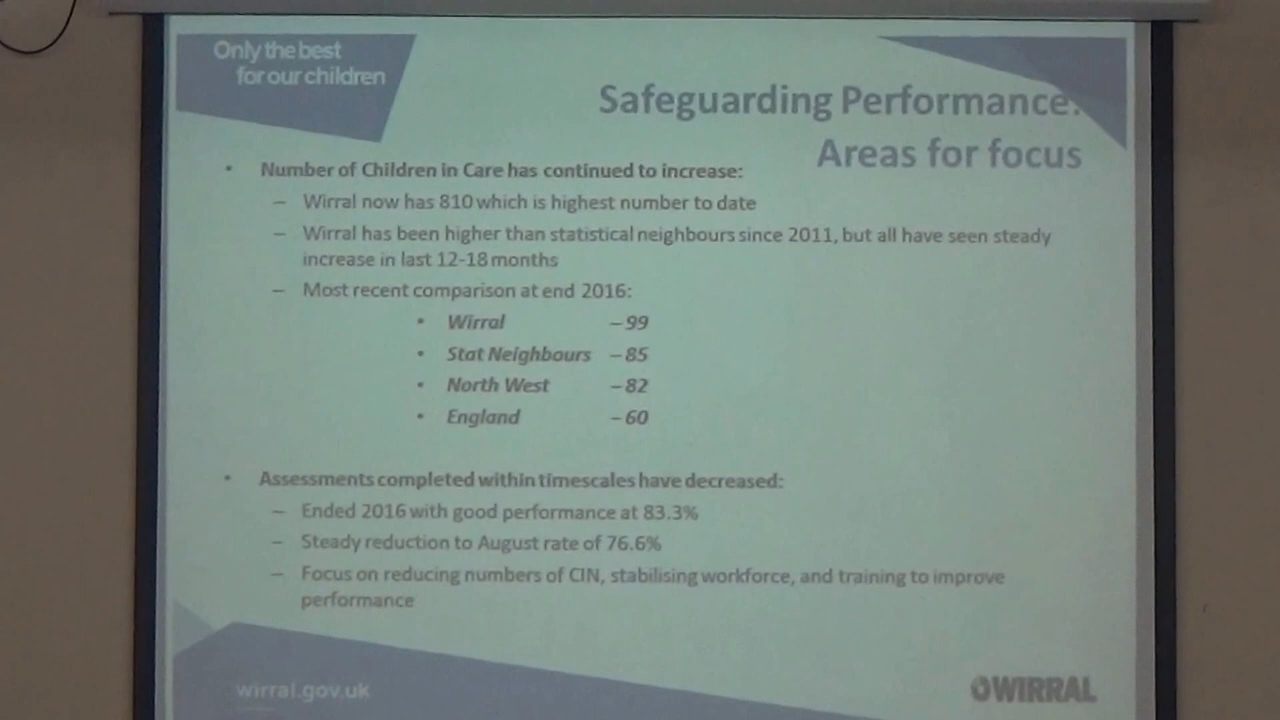 Only the best
for our children
Safeguarding Performance:
Areas for focus
• Number of Children in Care has continued to increase:
– Wirral now has 810 which is highest number to date
– Wirral has been higher than statistical neighbours since 2011, but all have seen steady
increase in last 12-18 months
– Most recent comparison at end 2016:
• Wirral – 99
• Stat Neighbours – 85
• North West – 82
• England – 60
• Assessments completed within timescales have decreased:
– Ended 2016 with good performance at 83.3%
– Steady reduction to August rate of 76.6%
– Focus on reducing numbers of CIN, stabilising workforce, and training to improve
performance
wirral.gov.uk
WIRRAL